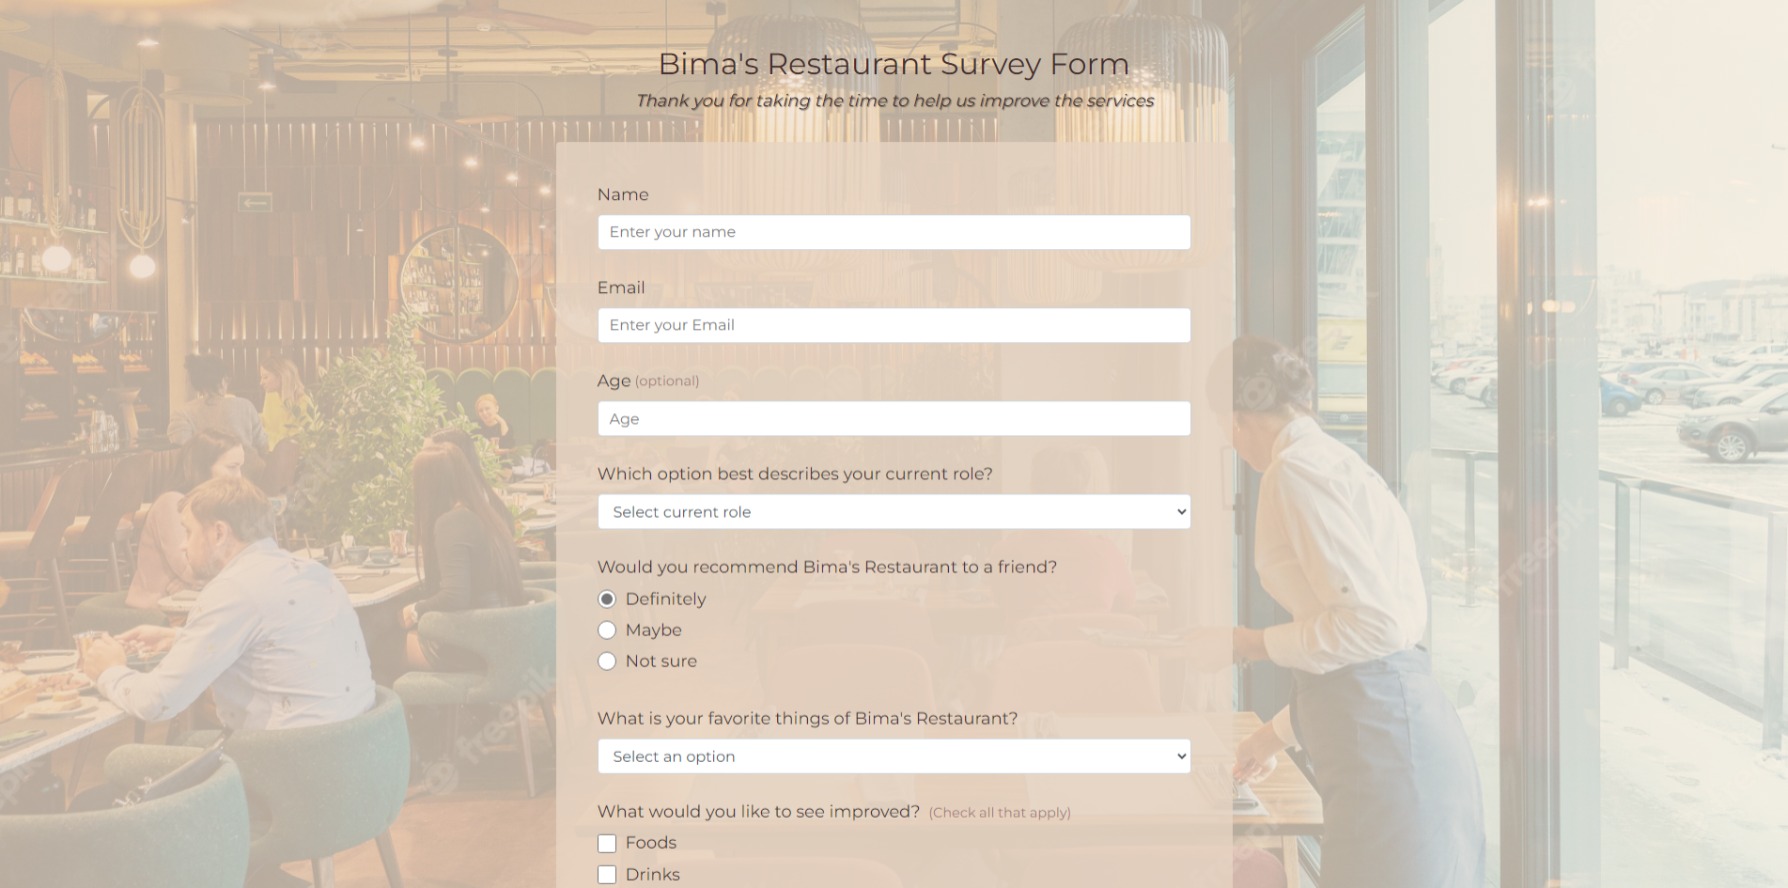 Bima's Restaurant Survey Form
Thank you for taking the time to help us improve the services
Name
Enter your name
Email
Enter your Email
Age (optional)
Age
Which option best describes your current role?
Select current role
Would you recommend Bima's Restaurant to a friend?
Definitely
Maybe
Not sure
What is your favorite things of Bima's Restaurant?
Select an option
What would you like to see improved? (Check all that apply)
Foods
Drinks
freepik
freepik